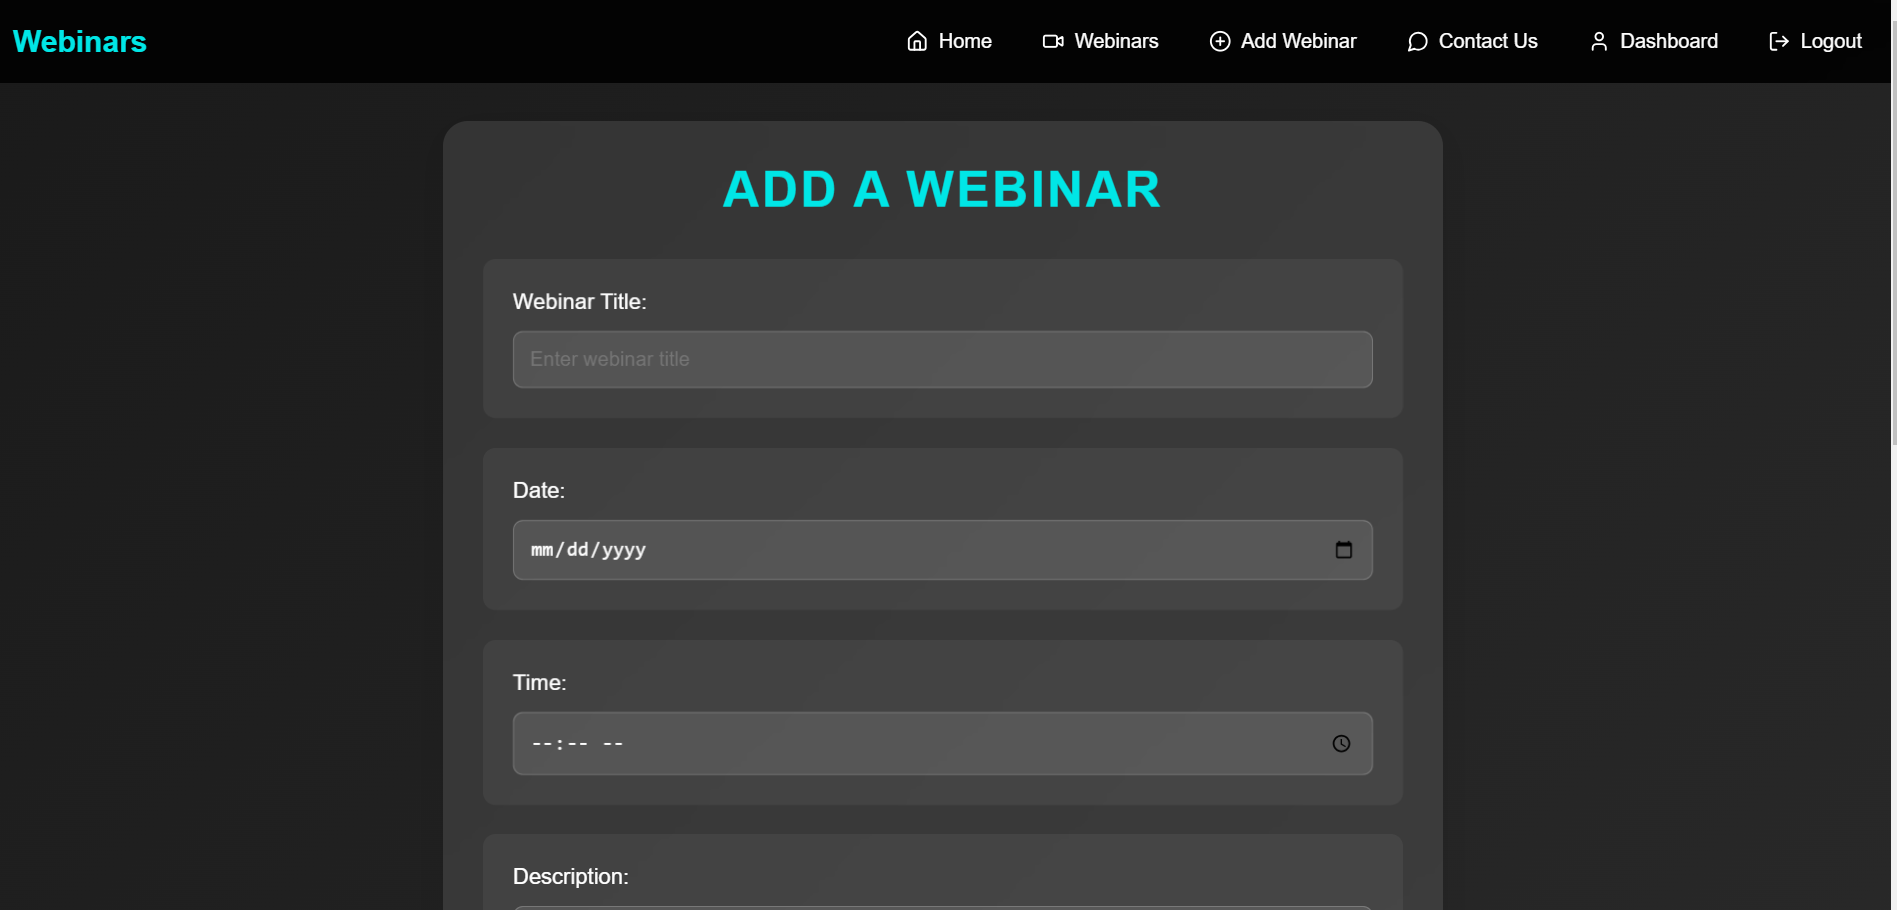 Webinars
Home
Webinars
Add Webinar
Contact Us
Dashboard
Logout
ADD A WEBINAR
Webinar Title:
Enter webinar title
Date:
mm/dd/yyyy
Time:
--:-- --
Description: